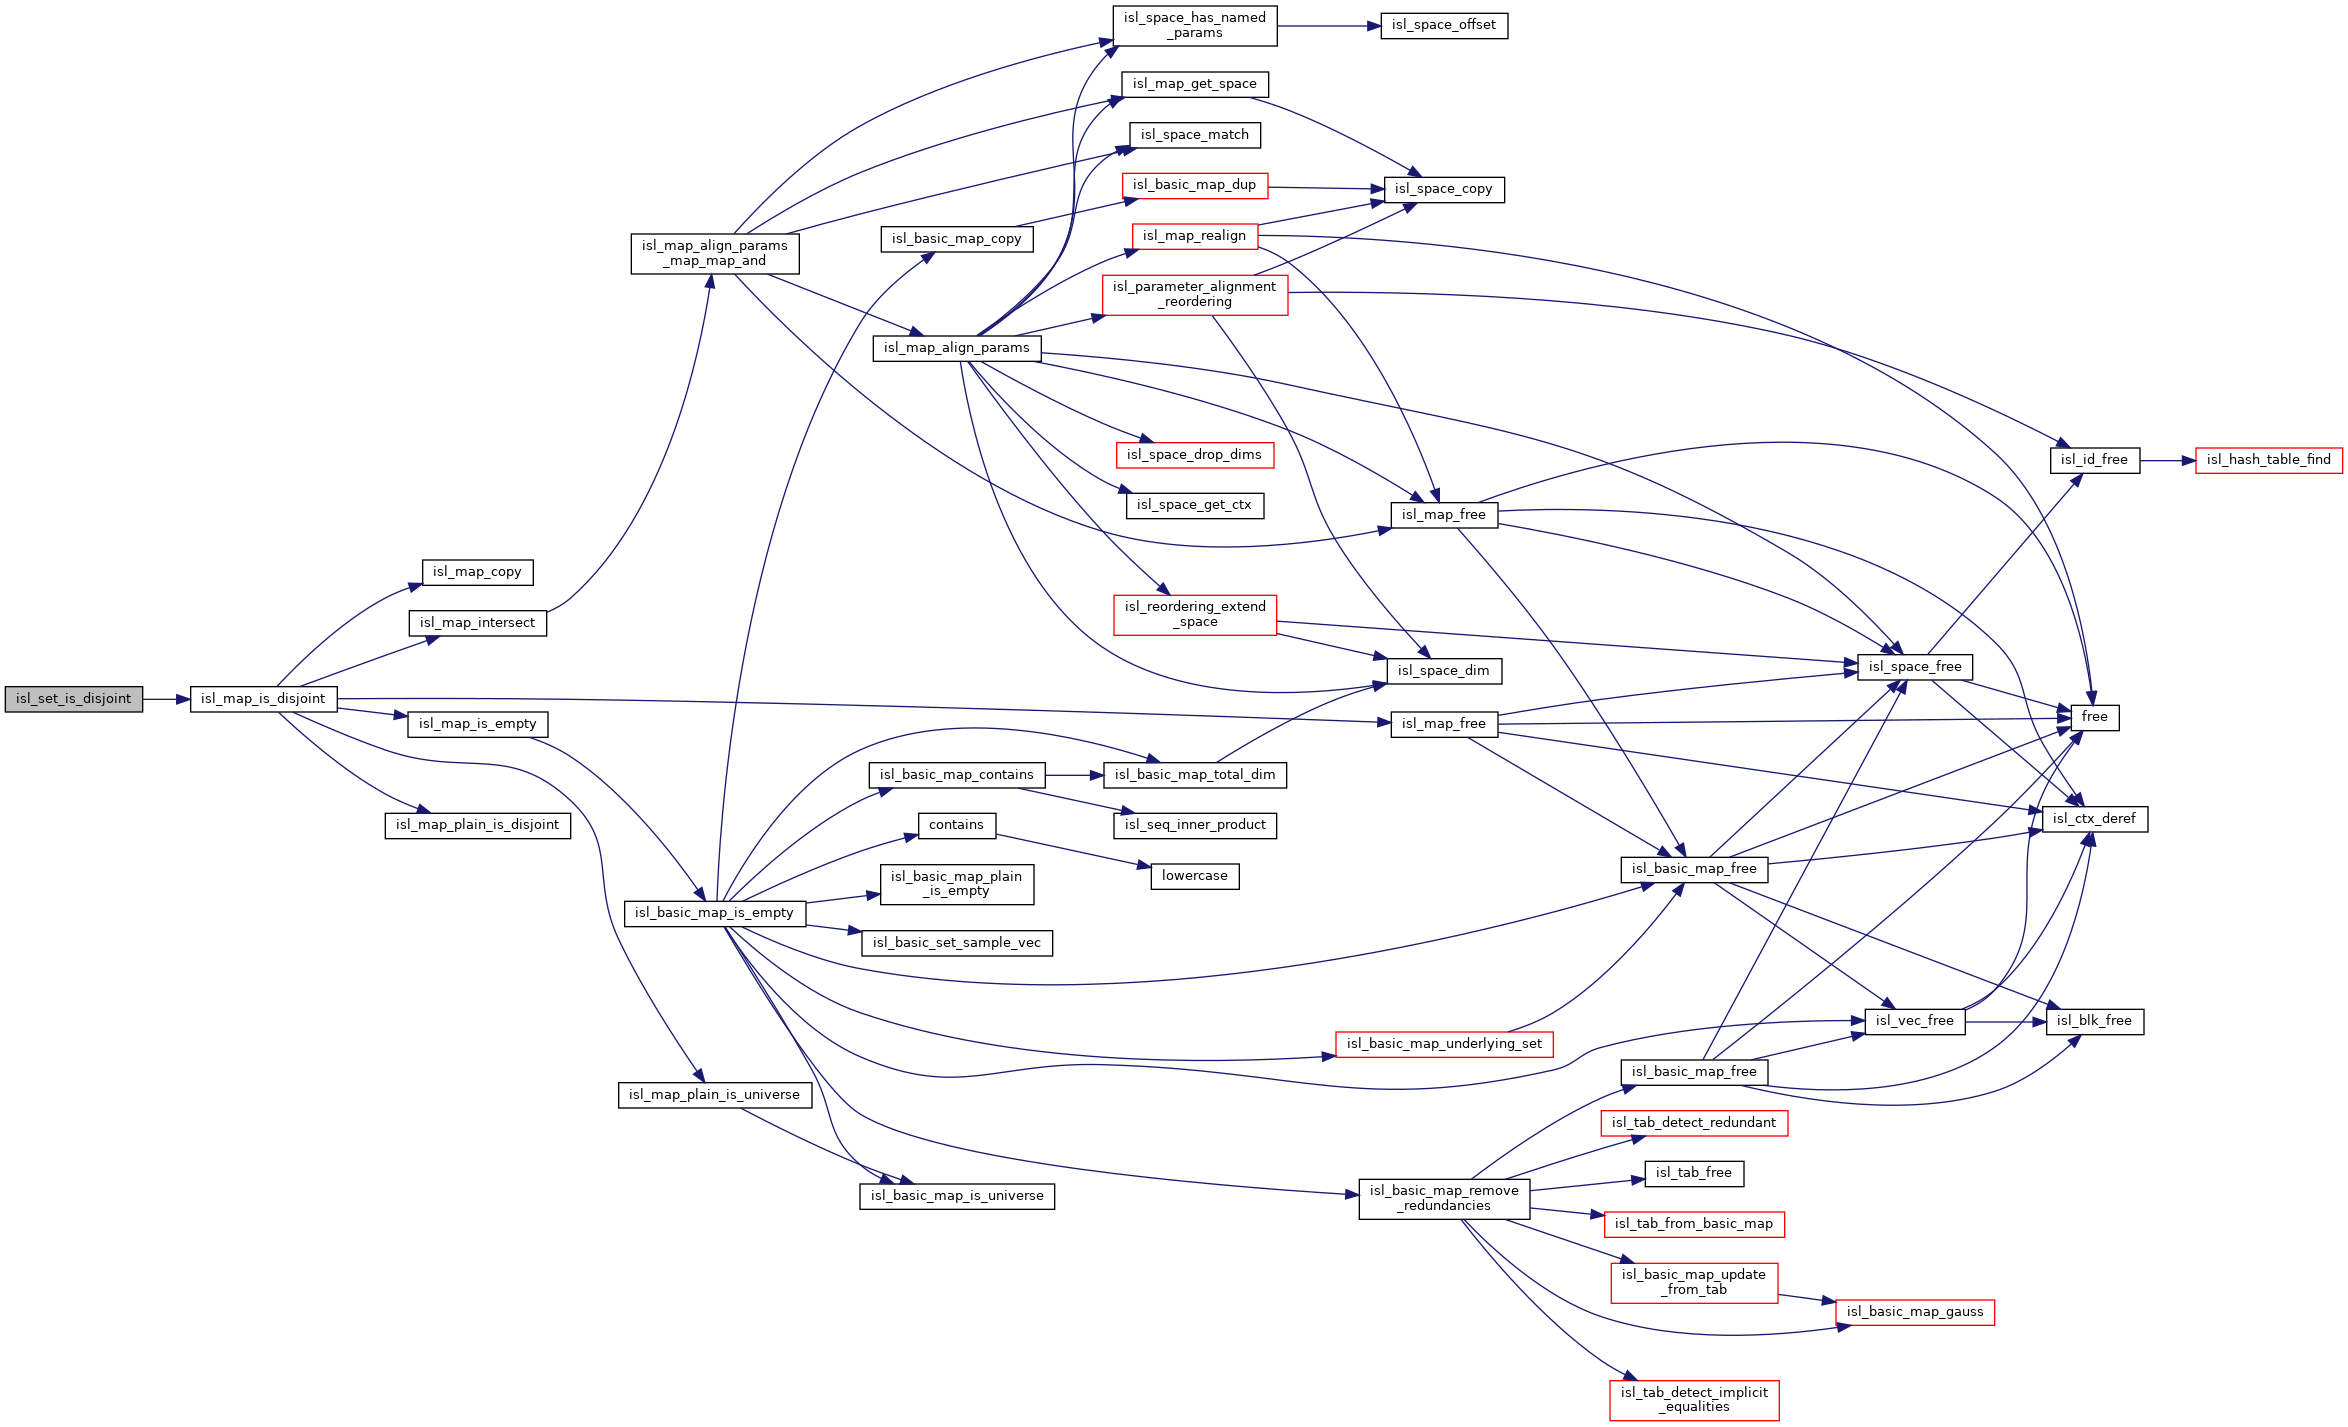 isl_space_has_named
_params
isl_space_offset
isl_map_get_space
isl_space_match
isl_basic_map_dup
isl_space_copy
isl_map_align_params
_map_map_and
isl_basic_map_copy
isl_map_realign
isl_parameter_alignment
_reordering
isl_map_align_params
isl_space_drop_dims
isl_id_free
isl_hash_table_find
isl_space_get_ctx
isl_map_free
isl_map_copy
isl_map_intersect
isl_reordering_extend
_space
isl_space_dim
isl_space_free
isl_set_is_disjoint
isl_map_is_disjoint
isl_map_is_empty
isl_map_free
free
isl_basic_map_contains
isl_basic_map_total_dim
isl_map_plain_is_disjoint
contains
isl_seq_inner_product
isl_ctx_deref
isl_basic_map_plain
_is_empty
lowercase
isl_basic_map_free
isl_basic_map_is_empty
isl_basic_set_sample_vec
isl_vec_free
isl_blk_free
isl_basic_map_underlying_set
isl_basic_map_free
isl_map_plain_is_universe
isl_tab_detect_redundant
isl_tab_free
isl_basic_map_is_universe
isl_basic_map_remove
_redundancies
isl_tab_from_basic_map
isl_basic_map_update
_from_tab
isl_basic_map_gauss
isl_tab_detect_implicit
_equalities